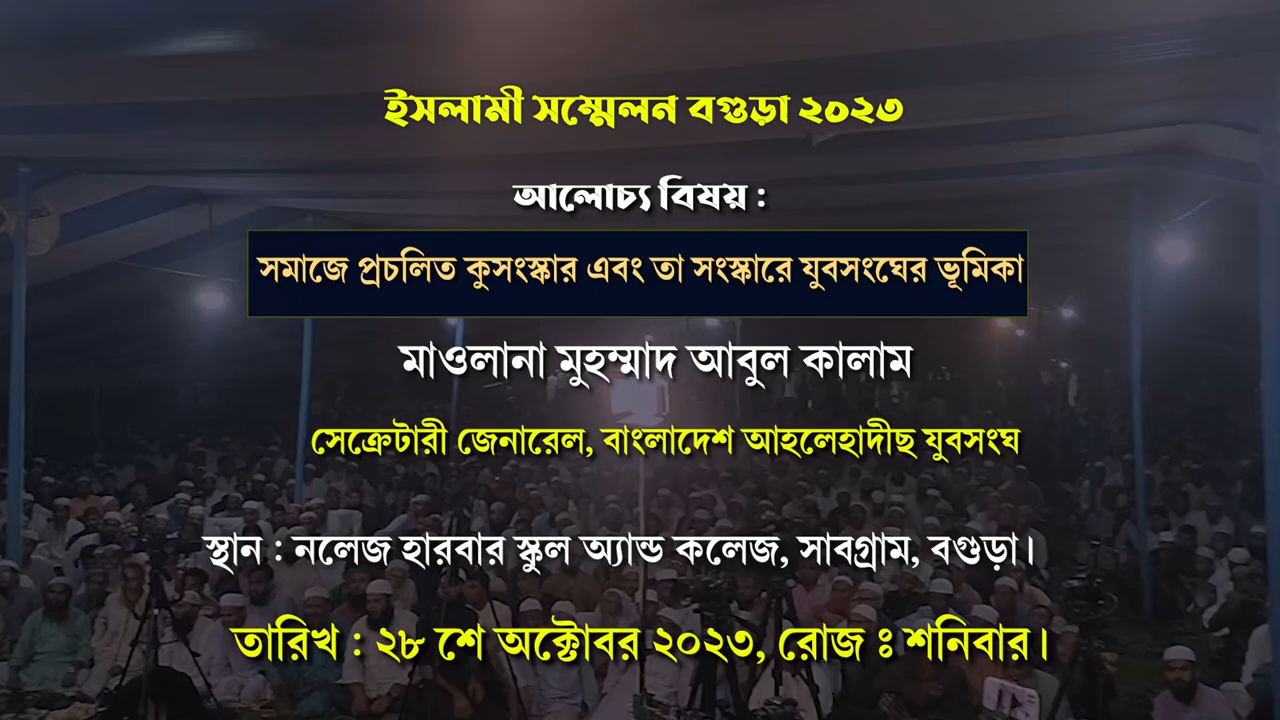 ইসলামী সম্মেলন বগুড়া ২০২৩
আলোচ্য বিষয় :
সমাজে প্রচলিত কুসংস্কার এবং তা সংস্কারে যুবসংঘের ভূমিকা
মাওলানা মুহম্মাদ আবুল কালাম
সেক্রেটারী জেনারেল, বাংলাদেশ আহলেহাদীছ যুবসংঘ
স্থান : নলেজ হারবার স্কুল অ্যান্ড কলেজ, সাবগ্রাম, বগুড়া।
তারিখ : ২৮ শে অক্টোবর ২০২৩, রোজ ঃ শনিবার।